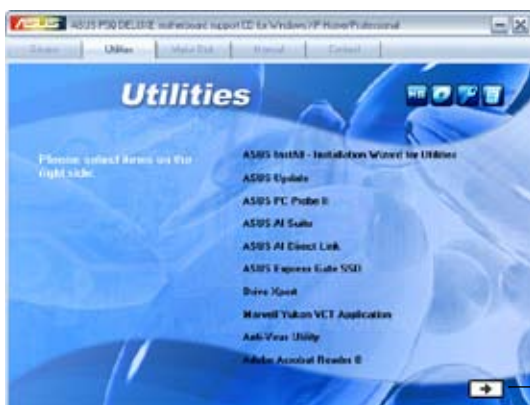 ASUS P5Q DELUXE motherboard support CD for Windows XP Home/Professional
Drivers
Utilities
Make Disk
Manual
Contact
Utilities
Please select items on the
right side.
ASUS InstAll - Installation Wizard for Utilities
ASUS Update
ASUS PC Probe II
ASUS AI Suite
ASUS AI Direct Link
ASUS Express Gate SSD
Drive Xpert
Marvell Yukon VCT Application
Anti-Virus Utility
Adobe Acrobat Reader 8